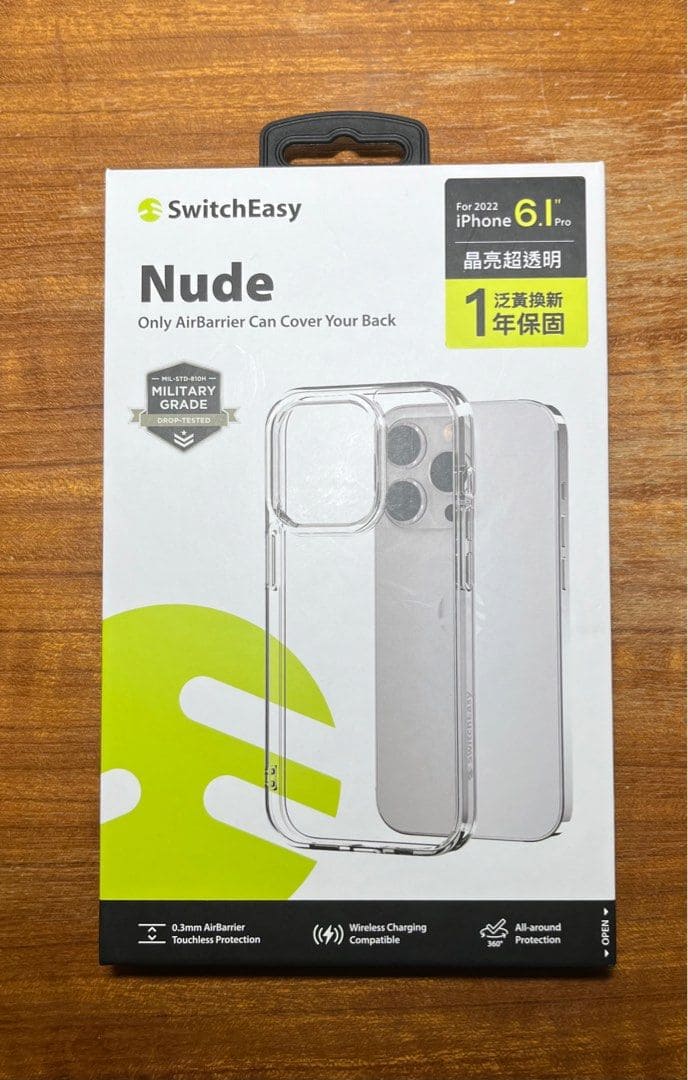 SwitchEasy
For 2022
iPhone 6.1" Pro
晶亮超透明
1年保固
泛黃換新
Nude
Only AirBarrier Can Cover Your Back
MIL-STD-810H
MILITARY
GRADE
DROP-TESTED
SwitchEasy
0.3mm AirBarrier
Touchless Protection
Wireless Charging
Compatible
360°
All-around
Protection
OPEN